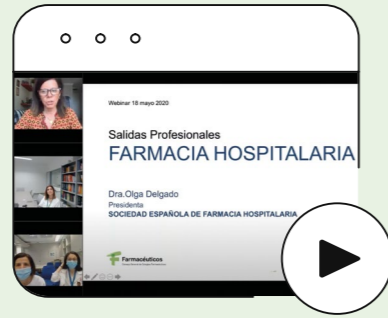 Webinar 18 mayo 2020
Salidas Profesionales
FARMACIA HOSPITALARIA
Dra.Olga Delgado
Presidenta
SOCIEDAD ESPAÑOLA DE FARMACIA HOSPITALARIA
Farmacéuticos